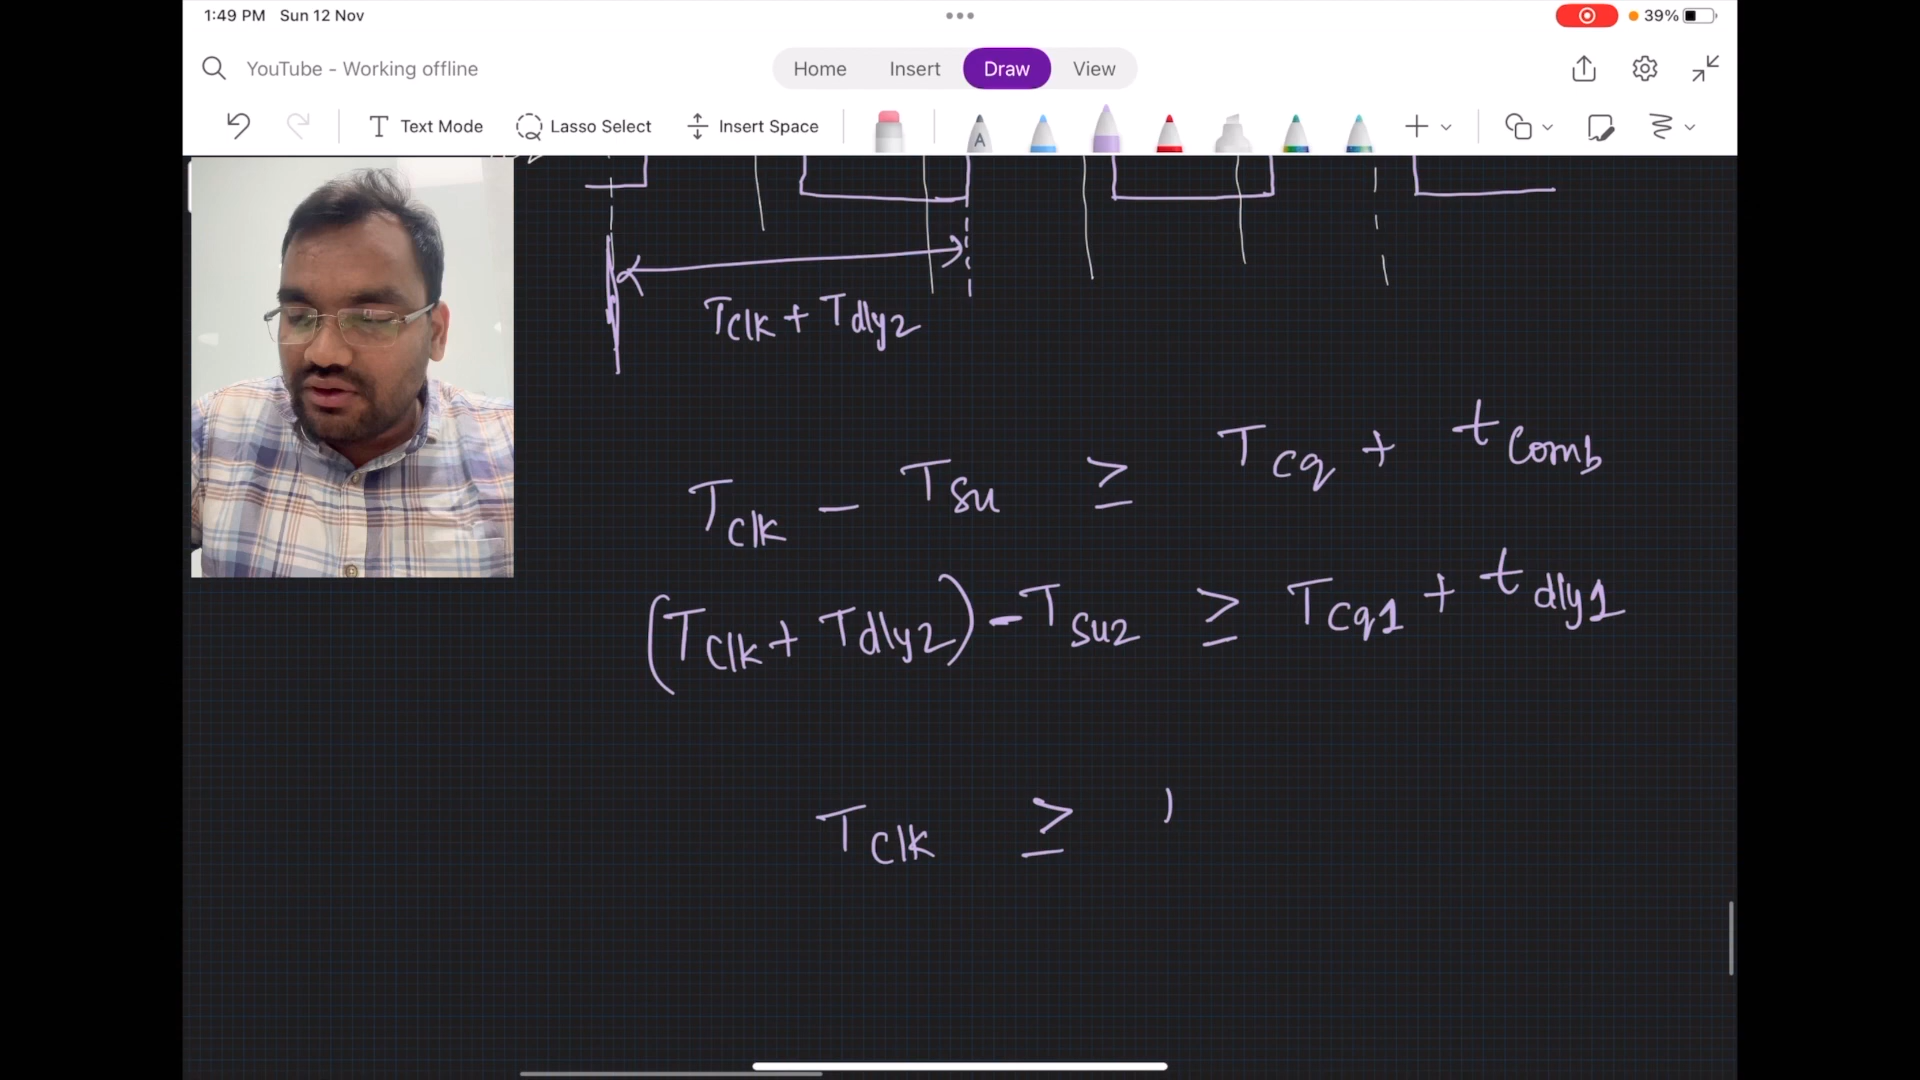 1:49 PM Sun 12 Nov
39%
YouTube - Working offline
Home Insert Draw View
Text Mode Lasso Select Insert Space
A
Tclk + Tdly2
Tclk - Tsu ≥ Tcq + tcomb
(Tclk + Tdly2) - Tsu2 ≥ Tcq1 + tdly1
Tclk ≥